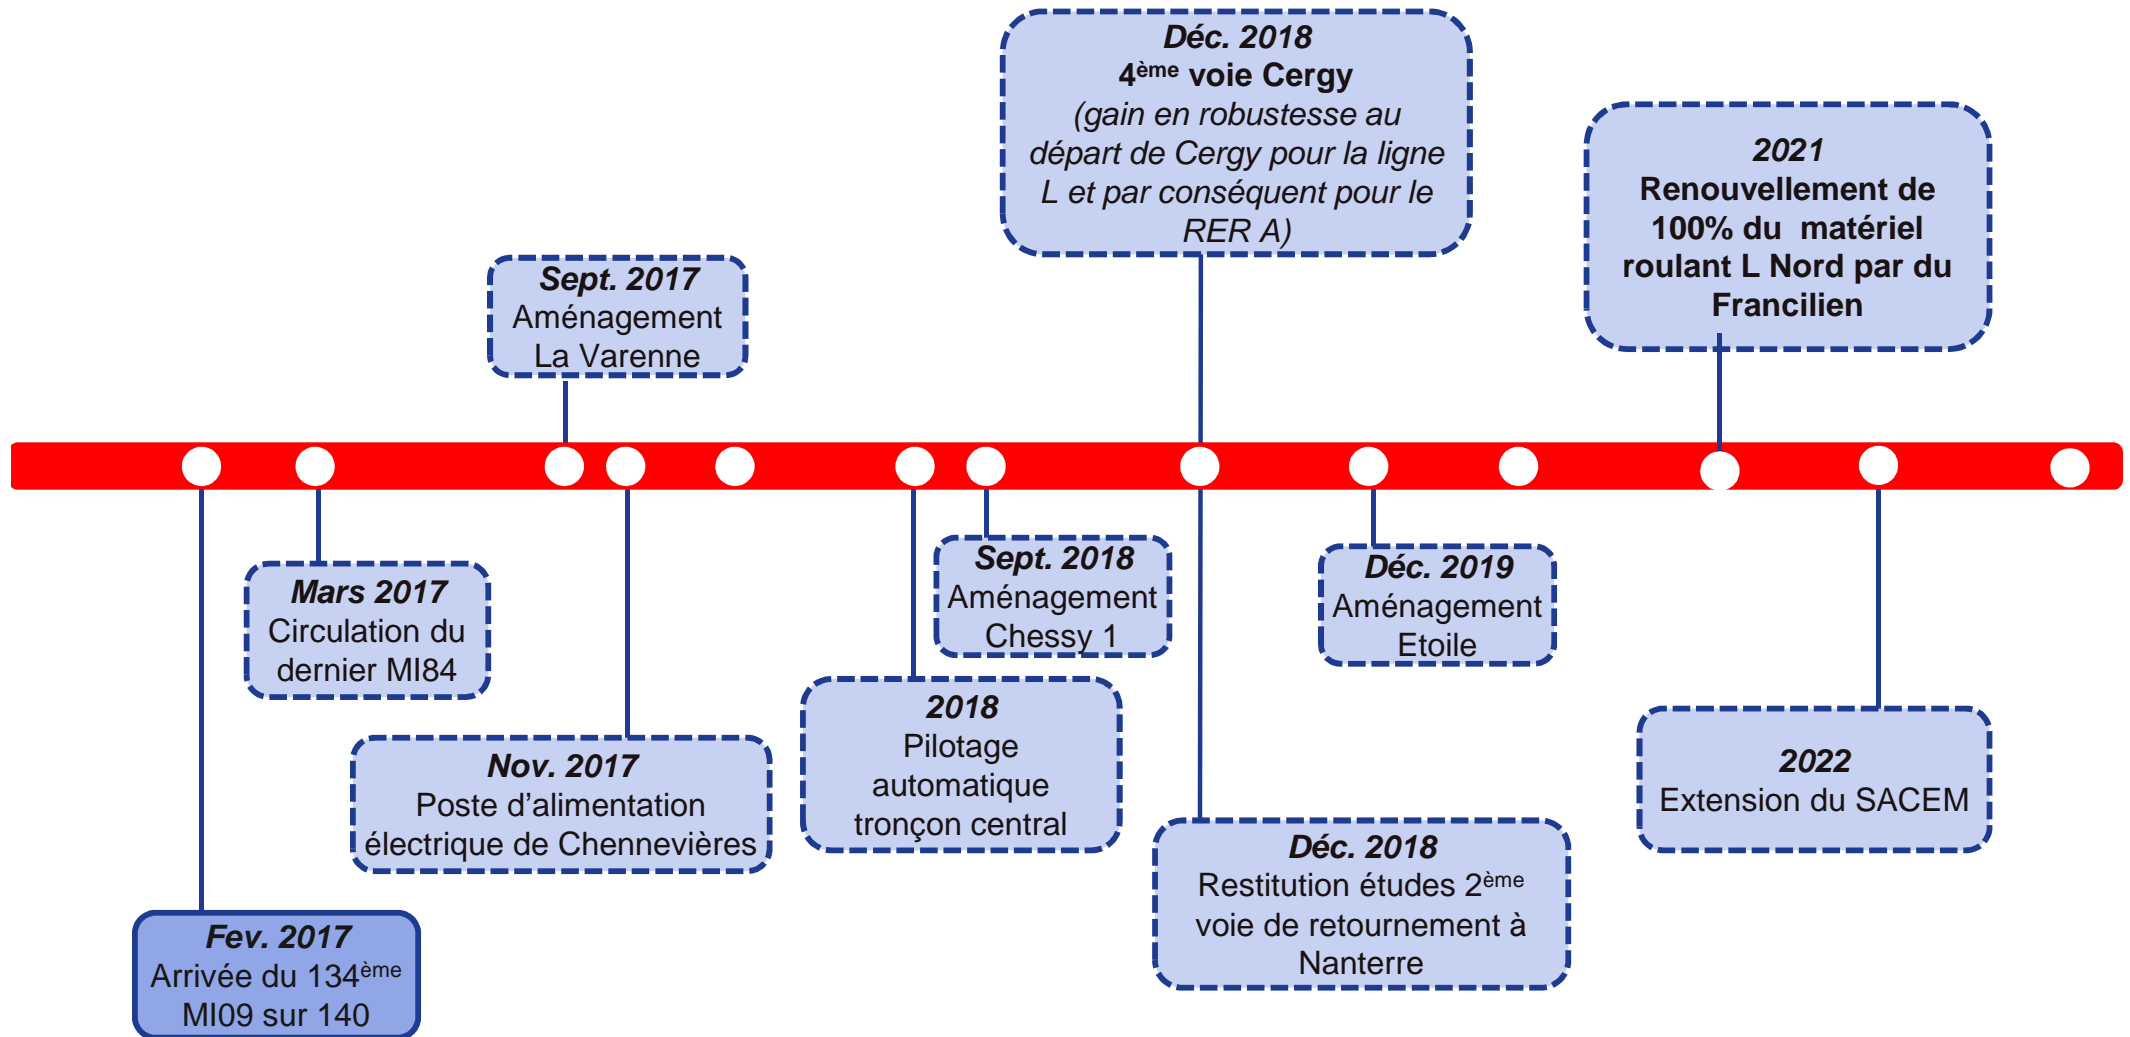 Déc. 2018
4ème voie Cergy
(gain en robustesse au
départ de Cergy pour la ligne
L et par conséquent pour le
RER A)
2021
Renouvellement de
100% du matériel
roulant L Nord par du
Francilien
Sept. 2017
Aménagement
La Varenne
Mars 2017
Circulation du
dernier MI84
Sept. 2018
Aménagement
Chessy 1
Déc. 2019
Aménagement
Etoile
Nov. 2017
Poste d’alimentation
électrique de Chennevières
2018
Pilotage
automatique
tronçon central
2022
Extension du SACEM
Déc. 2018
Restitution études 2ème
voie de retournement à
Nanterre
Fev. 2017
Arrivée du 134ème
MI09 sur 140